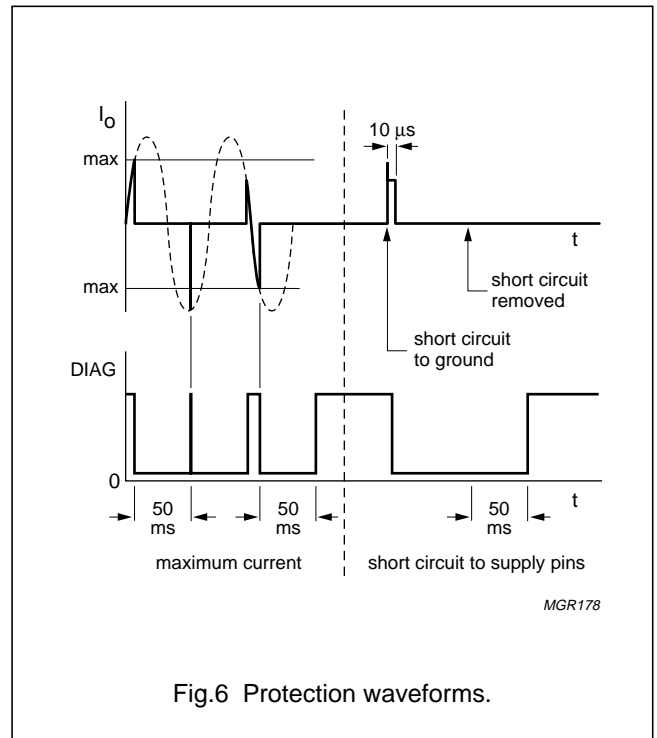 I₀
10 μs
max
t
max
short circuit
removed
short circuit
to ground
DIAG
0
t
50
ms
50
ms
50
ms
maximum current
short circuit to supply pins
MGR178
Fig.6 Protection waveforms.